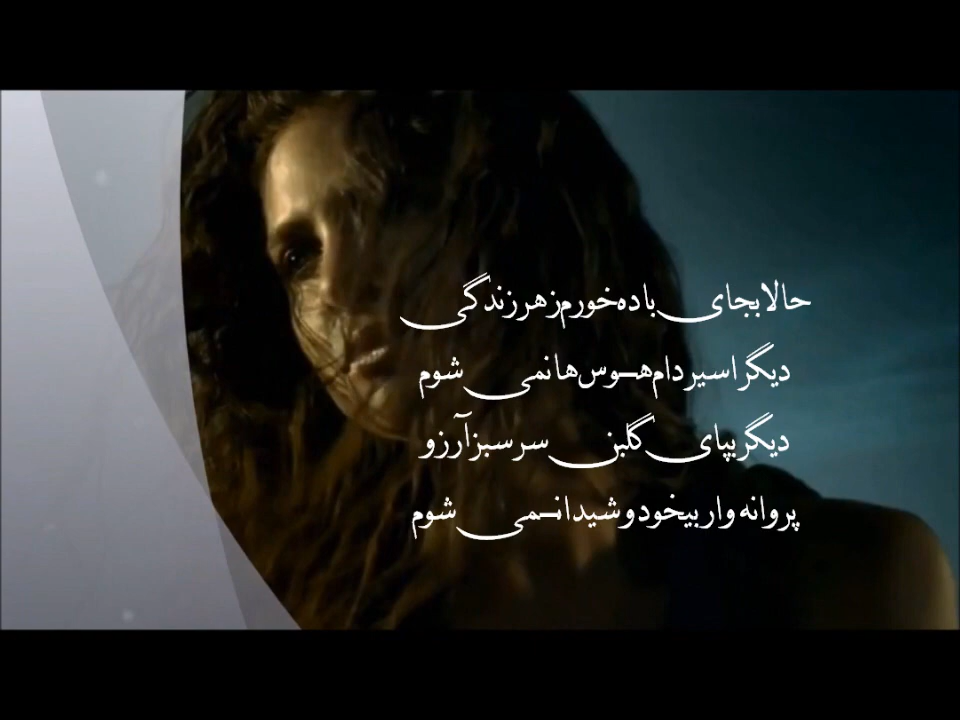 حالا بجای باده خورم زهر زندگی
دیگر اسیر دام هوس ها نمی شوم
دیگر بپای گلبن سرسبز آرزو
پروانه وار بیخود و شیدا نمی شوم